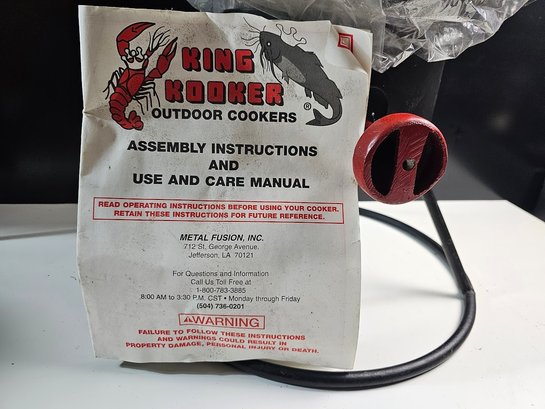 KING
KOOKER
®
OUTDOOR COOKERS
ASSEMBLY INSTRUCTIONS
AND
USE AND CARE MANUAL
READ OPERATING INSTRUCTIONS BEFORE USING YOUR COOKER.
RETAIN THESE INSTRUCTIONS FOR FUTURE REFERENCE.
METAL FUSION, INC.
712 St. George Avenue.
Jefferson, LA 70121
For Questions and Information
Call Us Toll Free at
1-800-783-3885
8:00 AM to 3:30 P.M. CST • Monday through Friday
(504) 736-0201
⚠WARNING
FAILURE TO FOLLOW THESE INSTRUCTIONS
AND WARNINGS COULD RESULT IN
PROPERTY DAMAGE, PERSONAL INJURY OR DEATH.